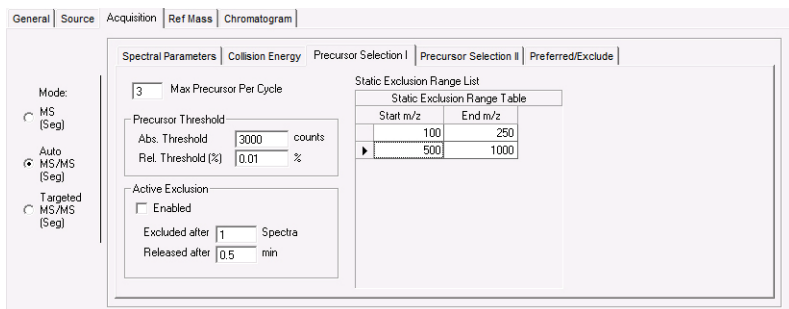 General Source Acquisition Ref Mass Chromatogram
Spectral Parameters Collision Energy Precursor Selection I Precursor Selection II Preferred/Exclude
Mode:
MS
(Seg)
Auto
MS/MS
(Seg)
Targeted
MS/MS
(Seg)
3 Max Precursor Per Cycle
Precursor Threshold
Abs. Threshold 3000 counts
Rel. Threshold (%) 0.01 %
Active Exclusion
Enabled
Excluded after 1 Spectra
Released after 0.5 min
Static Exclusion Range List
Static Exclusion Range Table
Start m/z End m/z
100 250
500 1000